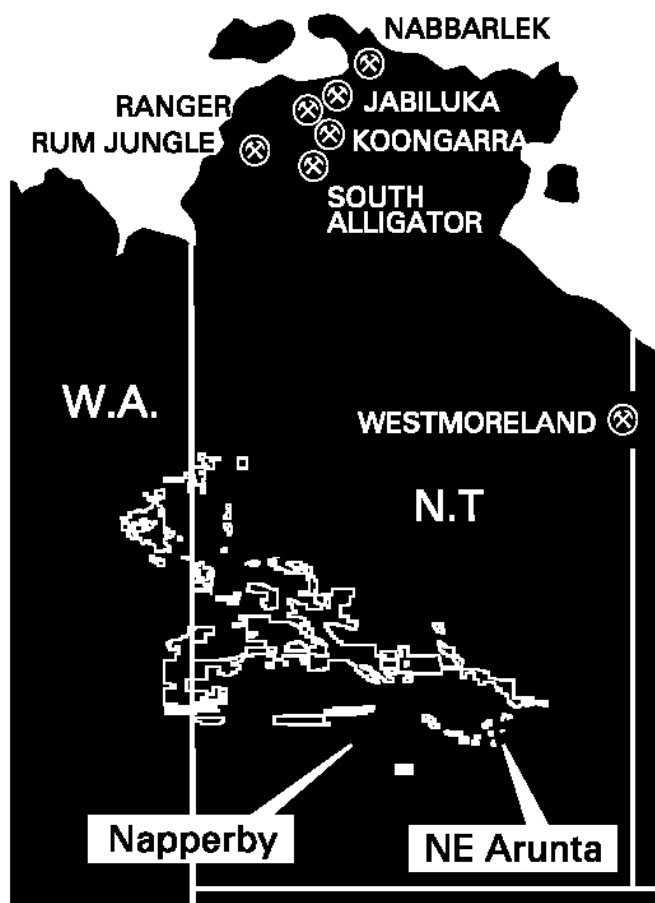 NABBARLEK
RANGER
JABILUKA
RUM JUNGLE
KOONGARRA
SOUTH
ALLIGATOR
W.A.
WESTMORELAND
N.T
Napperby
NE Arunta